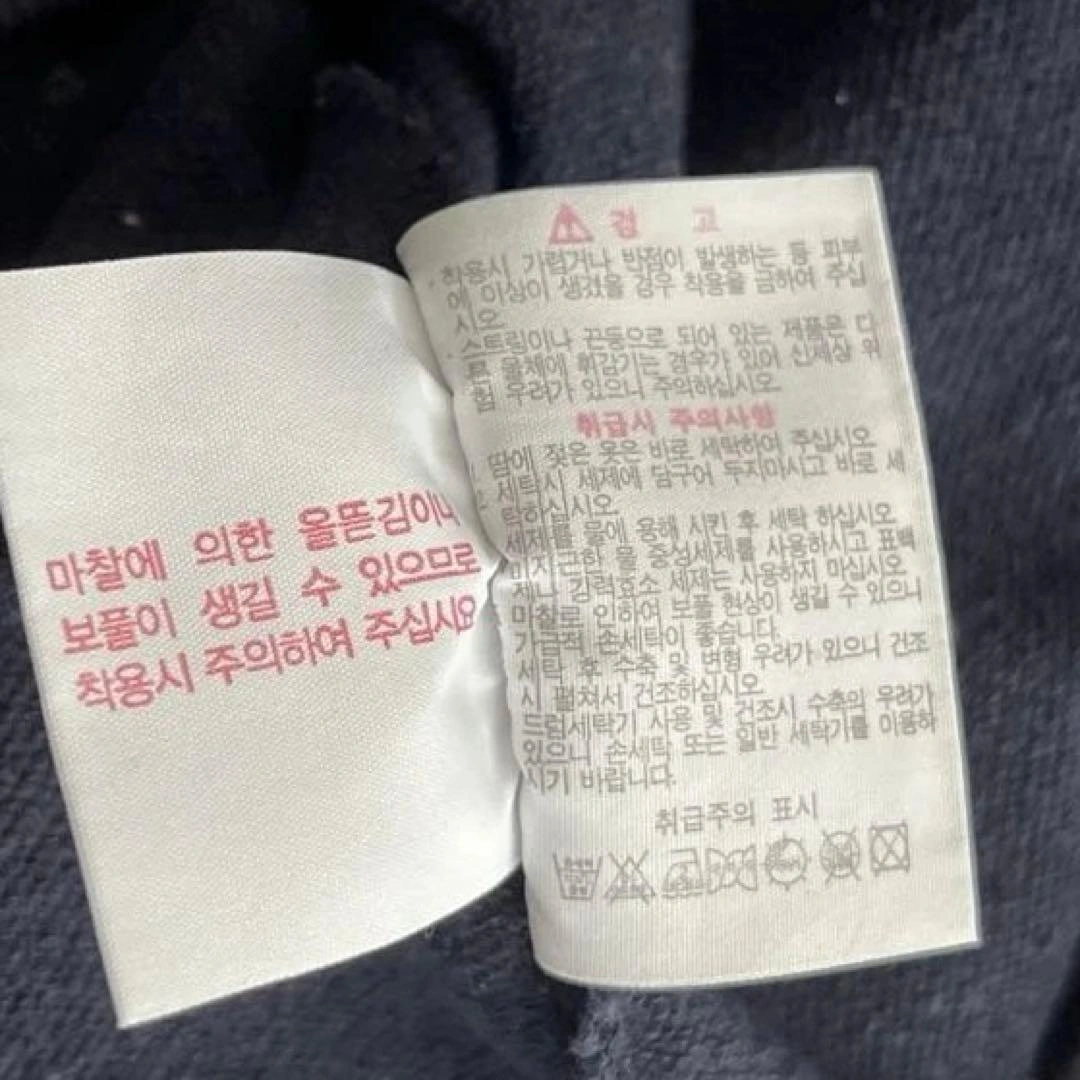 마찰에 의한 올뜯김이나
보풀이 생길 수 있으므로
착용시 주의하여 주십시요
경 고
. 착용시 가렵거나 반점이 발생하는 등 피부
에 이상이 생겼을 경우 착용을 금하여 주십
시오
. 스트링이나 끈등으로 되어 있는 제품은 다
른 물체에 휘감기는 경우가 있어 신체상 위
험 우려가 있으니 주의하십시오
취급시 주의사항
땀에 젖은 옷은 바로 세탁하여 주십시오
세탁시 세제에 담구어 두지마시고 바로 세
탁하십시오
세제를 물에 용해 시킨 후 세탁 하십시오
미지근한 물 중성세제를 사용하시고 표백
제나 강력효소 세제는 사용하지 마십시오
마찰로 인하여 보풀 현상이 생길 수 있으니
가급적 손세탁이 좋습니다.
세탁 후 수축 및 변형 우려가 있으니 건조
시 펼쳐서 건조하십시오
드럼세탁기 사용 및 건조시 수축의 우려가
있으니 손세탁 또는 일반 세탁기를 이용하
시기 바랍니다.
취급주의 표시